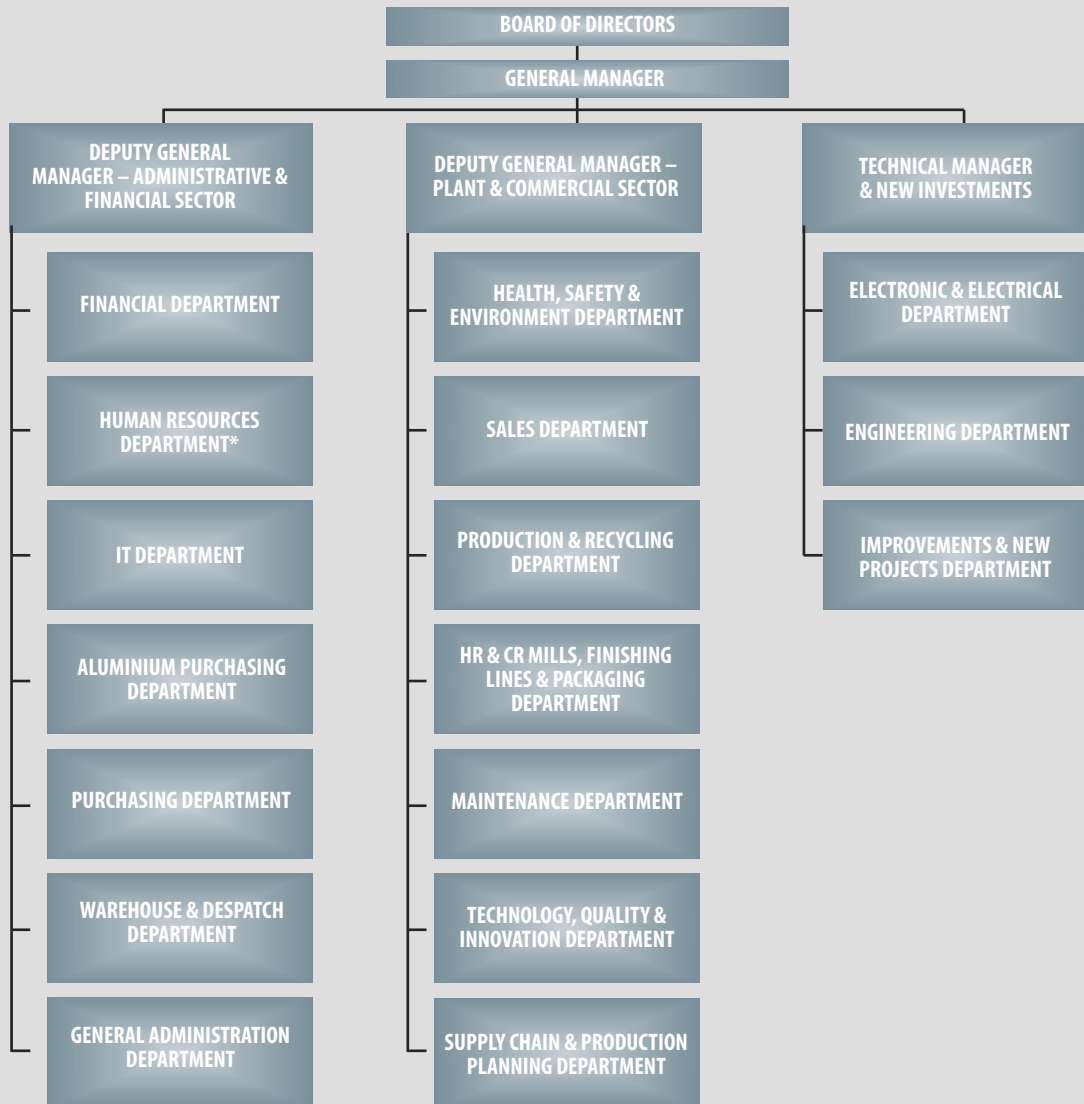 BOARD OF DIRECTORS
GENERAL MANAGER
DEPUTY GENERAL
MANAGER – ADMINISTRATIVE &
FINANCIAL SECTOR
FINANCIAL DEPARTMENT
HUMAN RESOURCES
DEPARTMENT*
IT DEPARTMENT
ALUMINIUM PURCHASING
DEPARTMENT
PURCHASING DEPARTMENT
WAREHOUSE & DESPATCH
DEPARTMENT
GENERAL ADMINISTRATION
DEPARTMENT
DEPUTY GENERAL MANAGER –
PLANT & COMMERCIAL SECTOR
HEALTH, SAFETY &
ENVIRONMENT DEPARTMENT
SALES DEPARTMENT
PRODUCTION & RECYCLING
DEPARTMENT
HR & CR MILLS, FINISHING
LINES & PACKAGING
DEPARTMENT
MAINTENANCE DEPARTMENT
TECHNOLOGY, QUALITY &
INNOVATION DEPARTMENT
SUPPLY CHAIN & PRODUCTION
PLANNING DEPARTMENT
TECHNICAL MANAGER
& NEW INVESTMENTS
ELECTRONIC & ELECTRICAL
DEPARTMENT
ENGINEERING DEPARTMENT
IMPROVEMENTS & NEW
PROJECTS DEPARTMENT